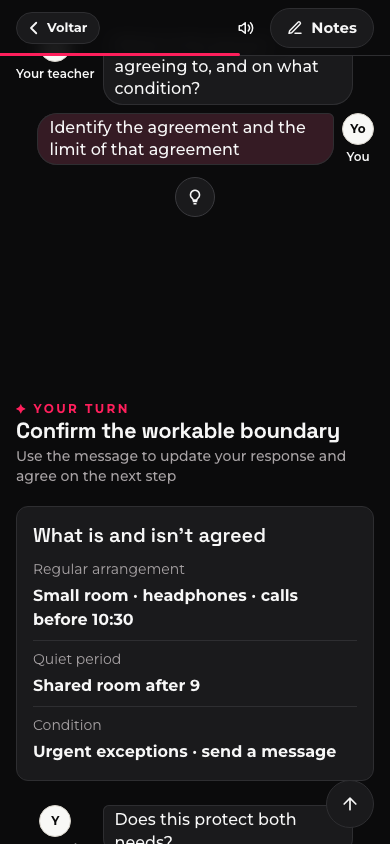 Voltar
Notes
Your teacher
agreeing to, and on what
condition?
Identify the agreement and the
limit of that agreement
Yo
You
YOUR TURN
Confirm the workable boundary
Use the message to update your response and
agree on the next step
What is and isn't agreed
Regular arrangement
Small room · headphones · calls
before 10:30
Quiet period
Shared room after 9
Condition
Urgent exceptions · send a message
Y
Does this protect both
needs?